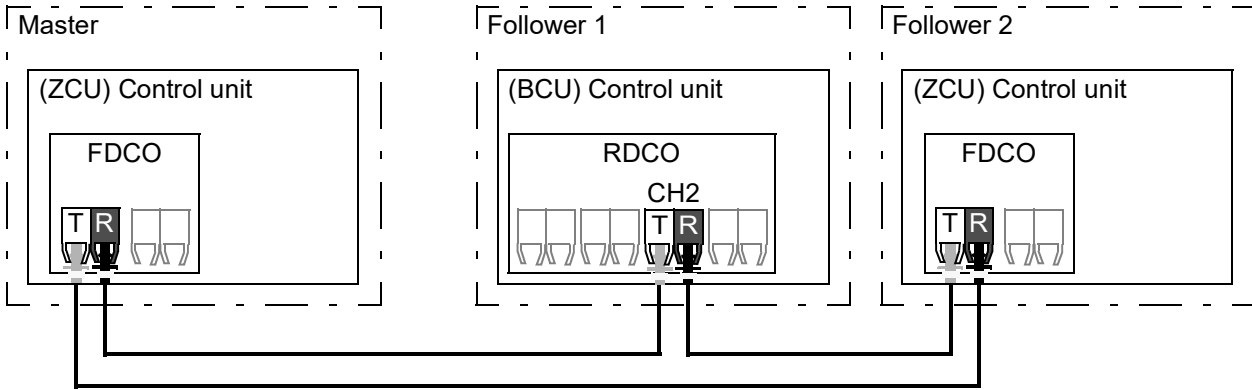 Master
(ZCU) Control unit
FDCO
T R
Follower 1
(BCU) Control unit
RDCO
CH2
T R
Follower 2
(ZCU) Control unit
FDCO
T R